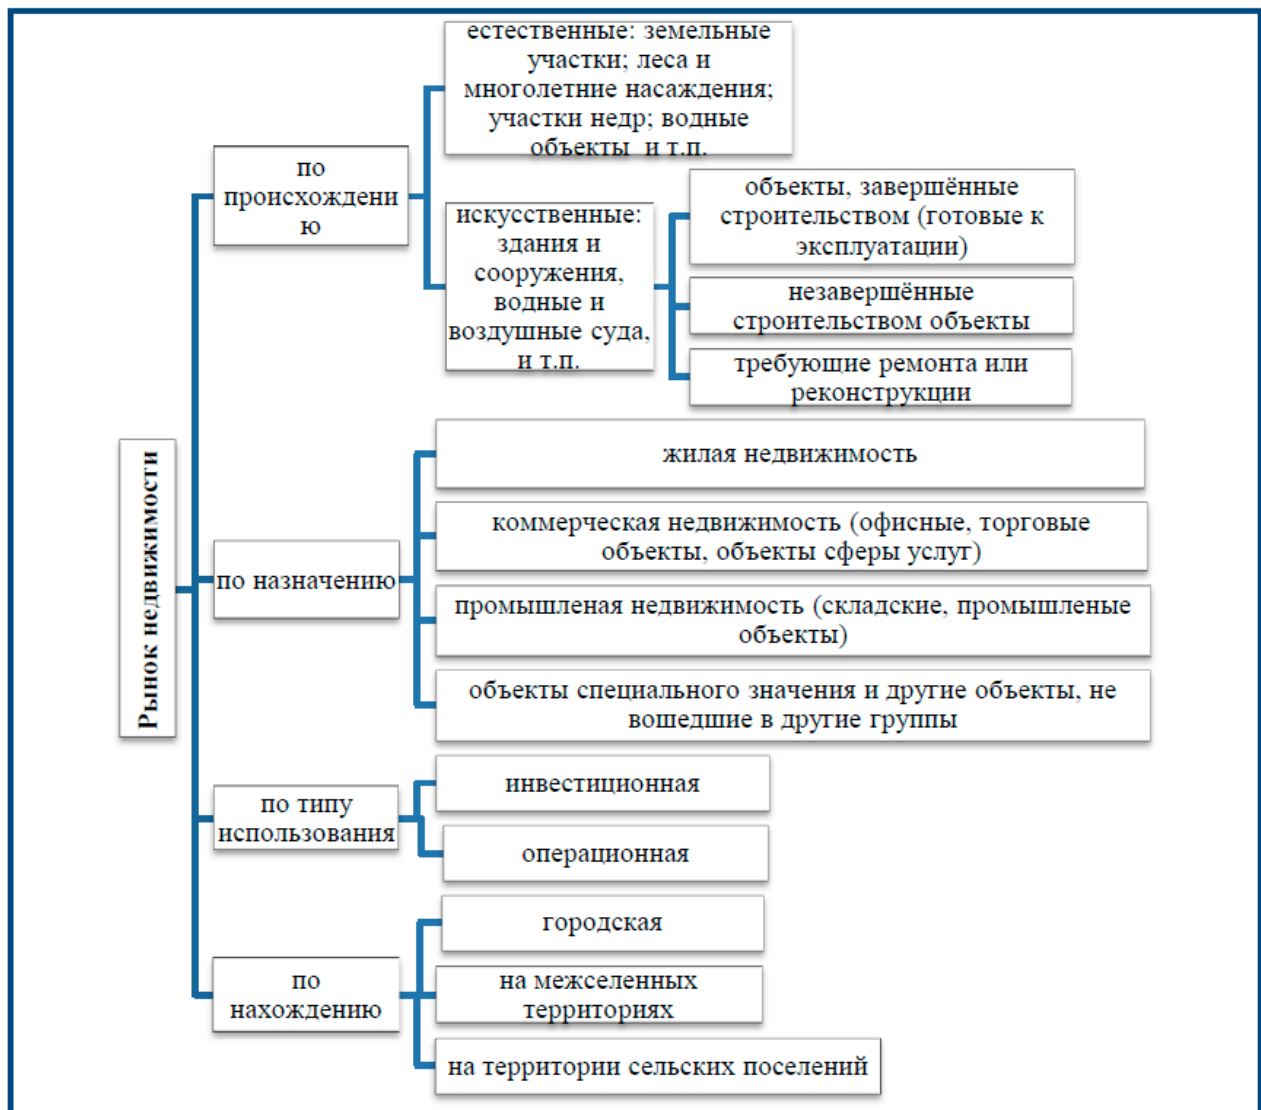 Рынок недвижимости
по
происхождени
ю
естественные: земельные
участки; леса и
многолетние насаждения;
участки недр; водные
объекты и т.п.
искусственные:
здания и
сооружения,
водные и
воздушные суда,
и т.п.
объекты, завершённые
строительством (готовые к
эксплуатации)
незавершённые
строительством объекты
требующие ремонта или
реконструкции
по назначению
жилая недвижимость
коммерческая недвижимость (офисные, торговые
объекты, объекты сферы услуг)
промышленая недвижимость (складские, промышленые
объекты)
объекты специального значения и другие объекты, не
вошедшие в другие группы
по типу
использования
инвестиционная
операционная
по
нахождению
городская
на межселенных
территориях
на территории сельских поселений